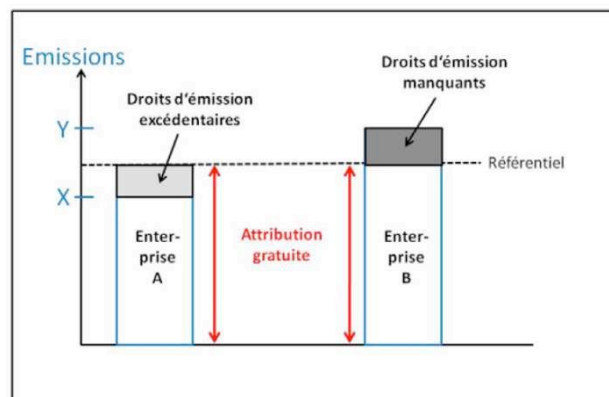 Emissions
Droits d‘émission
excédentaires
Droits d‘émission
manquants
Y
Référentiel
X
Enter-
prise
A
Attribution
gratuite
Enter-
prise
B